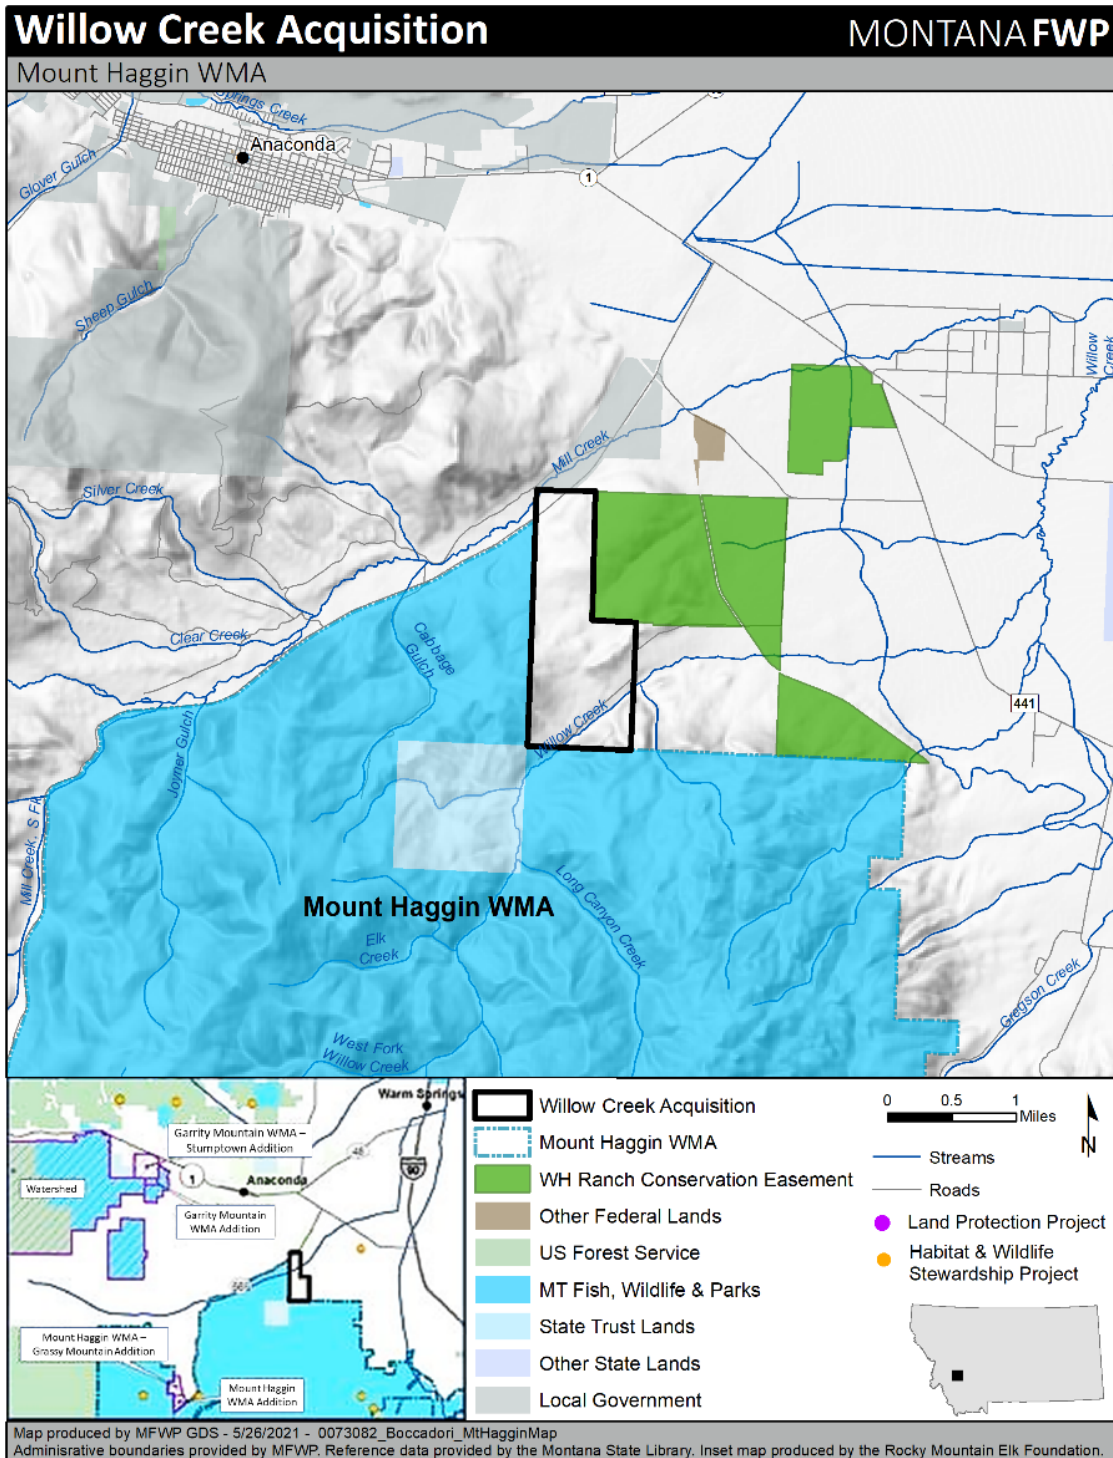 Willow Creek Acquisition
MONTANA FWP
Mount Haggin WMA
Springs Creek
Anaconda
Glover Gulch
1
Sheep Gulch
Willow
Creek
Mill Creek
Silver Creek
Clear Creek
Cabbage
Gulch
441
Willow Creek
Joyner Gulch
Mill Creek, S Fk
Long Canyon Creek
Mount Haggin WMA
Elk
Creek
Gregson Creek
West Fork
Willow Creek
Warm Springs
Garrity Mountain WMA –
Stumptown Addition
48
90
1
Anaconda
Watershed
Garrity Mountain
WMA Addition
Mount Haggin WMA –
Grassy Mountain Addition
Mount Haggin
WMA Addition
Willow Creek Acquisition
Mount Haggin WMA
WH Ranch Conservation Easement
Other Federal Lands
US Forest Service
MT Fish, Wildlife & Parks
State Trust Lands
Other State Lands
Local Government
0 0.5 1
Miles
N
Streams
Roads
Land Protection Project
Habitat & Wildlife
Stewardship Project
Map produced by MFWP GDS - 5/26/2021 - 0073082_Boccadori_MtHagginMap
Adminisrative boundaries provided by MFWP. Reference data provided by the Montana State Library. Inset map produced by the Rocky Mountain Elk Foundation.